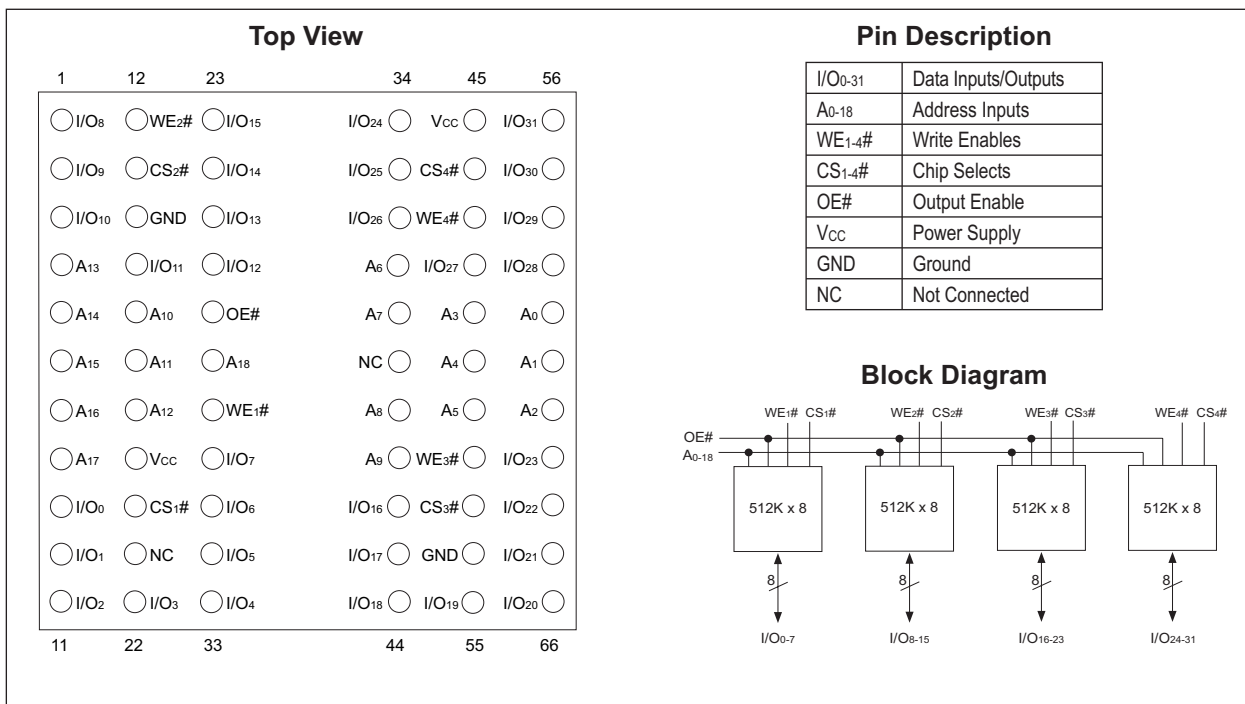 Top View
1 12 23 34 45 56
I/O8 WE2# I/O15 I/O24 VCC I/O31
I/O9 CS2# I/O14 I/O25 CS4# I/O30
I/O10 GND I/O13 I/O26 WE4# I/O29
A13 I/O11 I/O12 A6 I/O27 I/O28
A14 A10 OE# A7 A3 A0
A15 A11 A18 NC A4 A1
A16 A12 WE1# A8 A5 A2
A17 VCC I/O7 A9 WE3# I/O23
I/O0 CS1# I/O6 I/O16 CS3# I/O22
I/O1 NC I/O5 I/O17 GND I/O21
I/O2 I/O3 I/O4 I/O18 I/O19 I/O20
11 22 33 44 55 66
Pin Description
I/O0-31 Data Inputs/Outputs
A0-18 Address Inputs
WE1-4# Write Enables
CS1-4# Chip Selects
OE# Output Enable
VCC Power Supply
GND Ground
NC Not Connected
Block Diagram
WE1# CS1# WE2# CS2# WE3# CS3# WE4# CS4#
OE#
A0-18
512K x 8 512K x 8 512K x 8 512K x 8
8 8 8 8
I/O0-7 I/O8-15 I/O16-23 I/O24-31